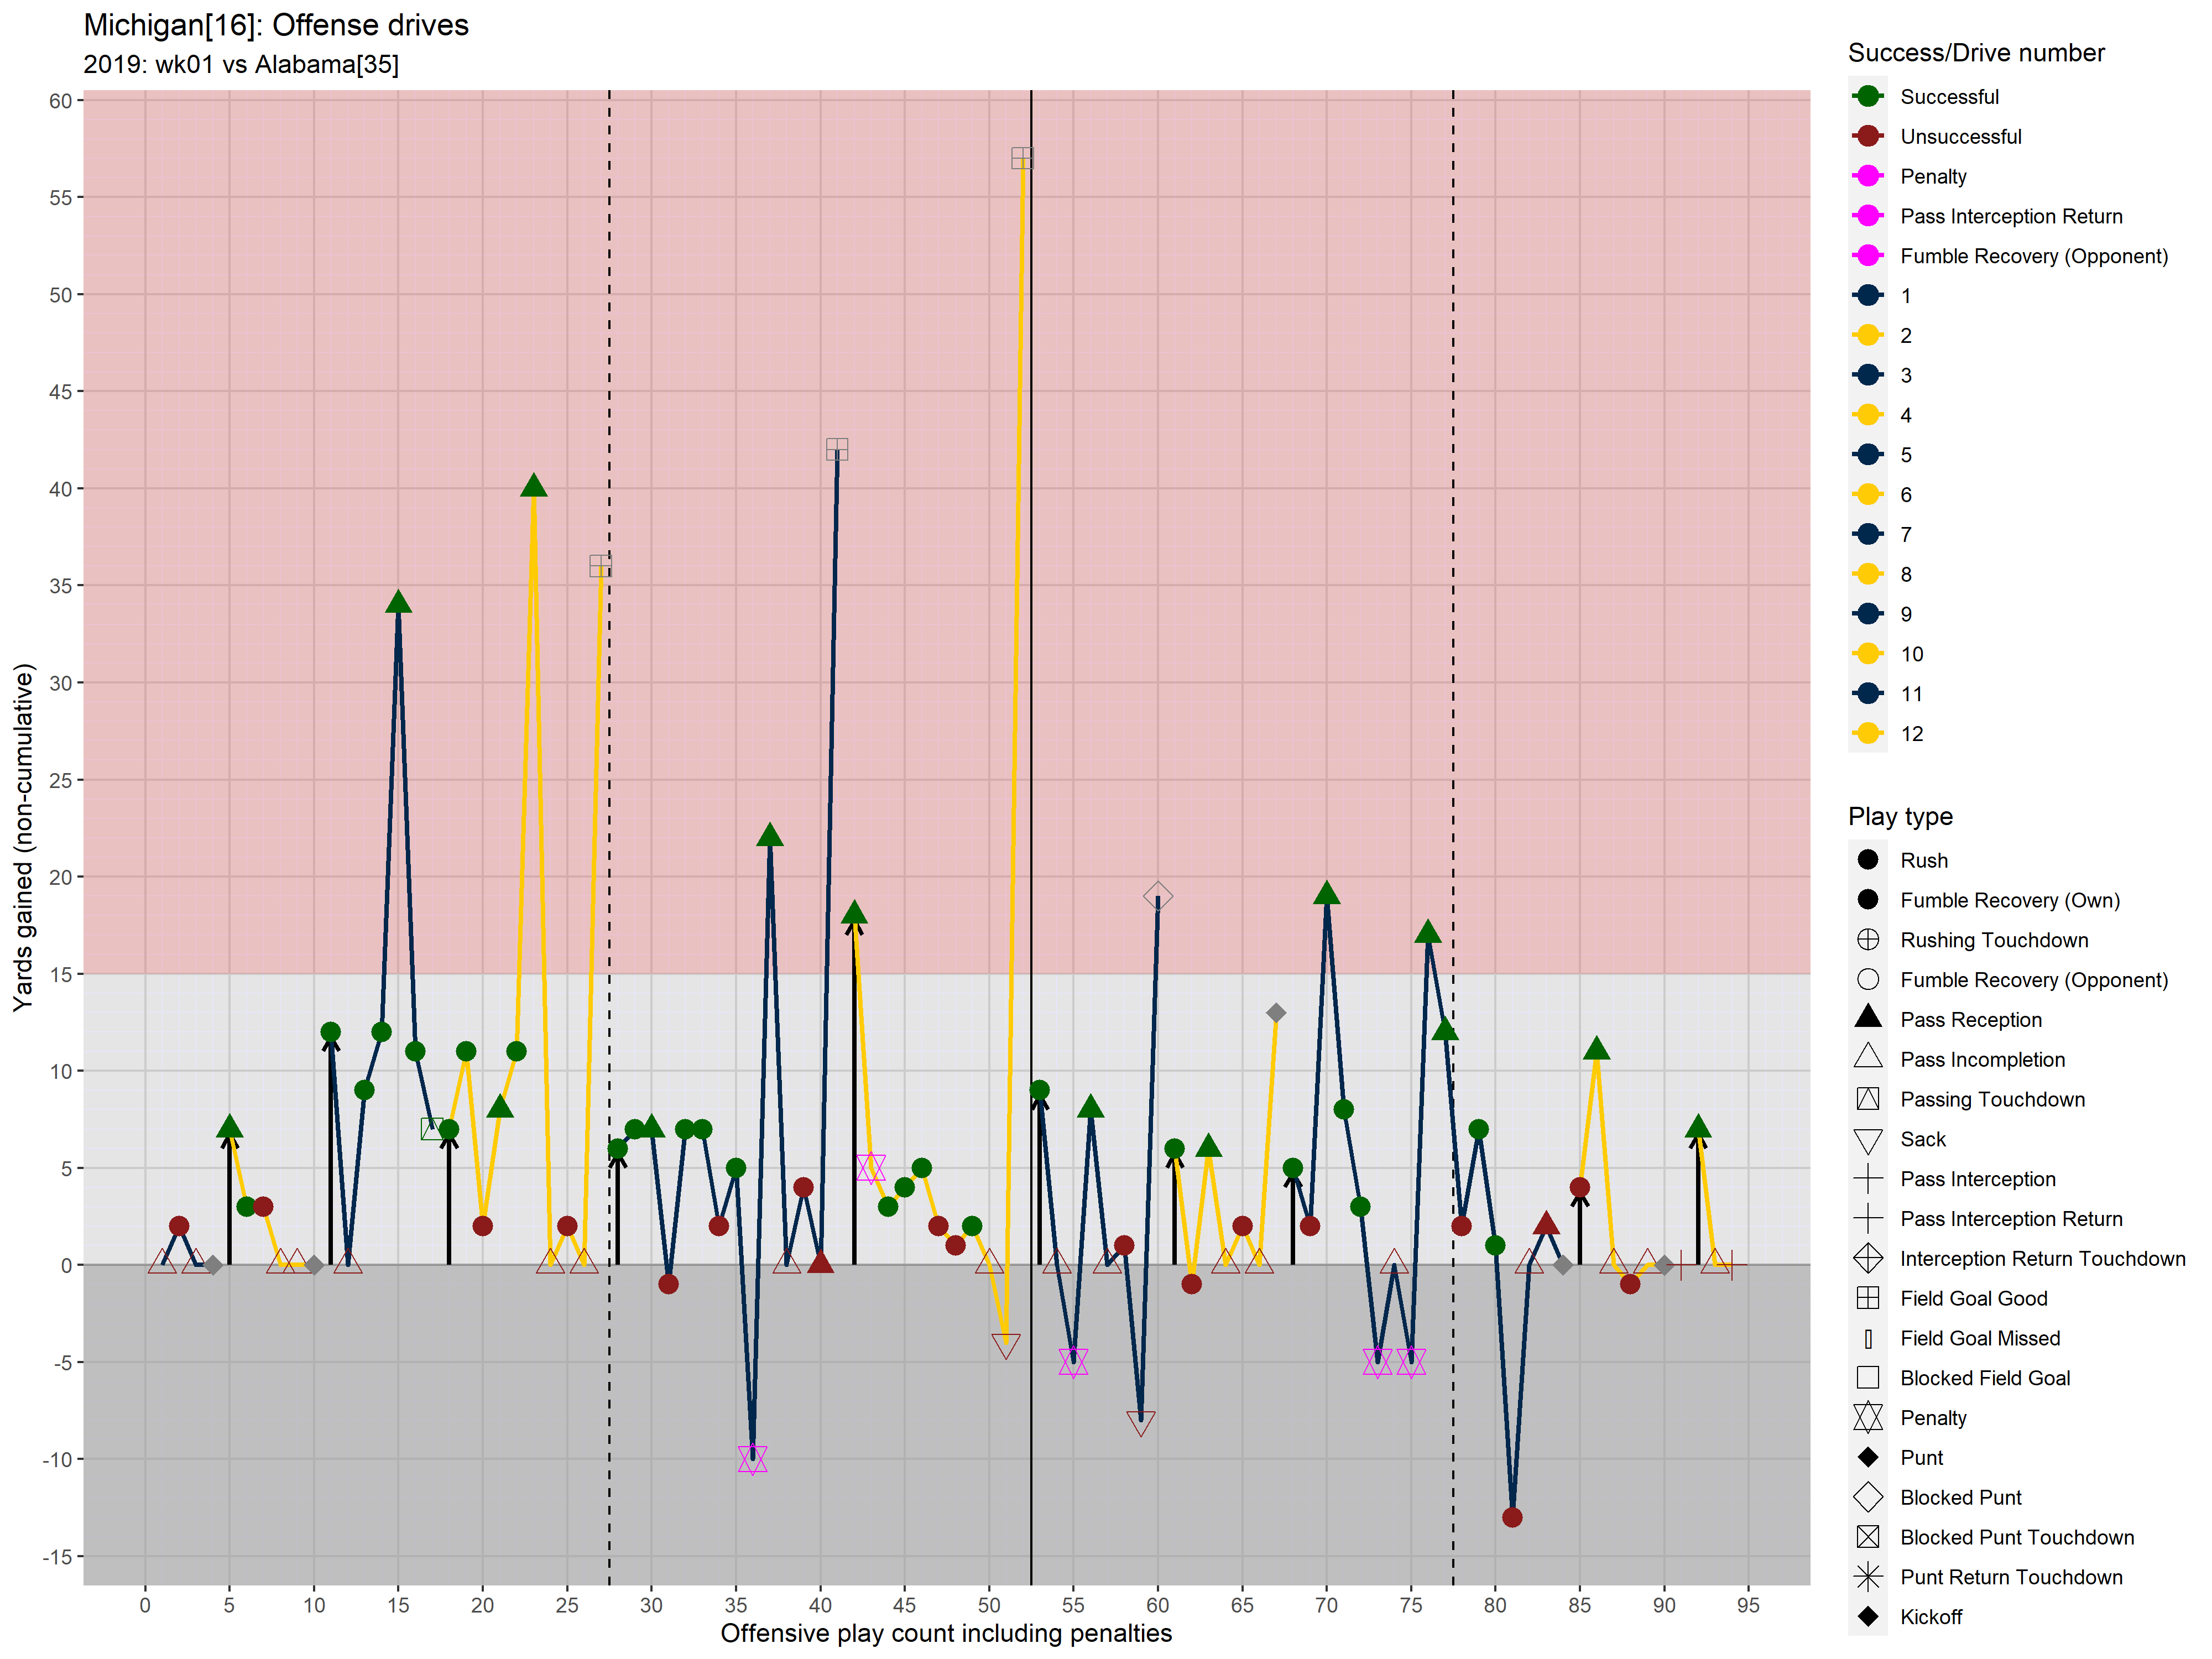 Michigan[16]: Offense drives
2019: wk01 vs Alabama[35]
Yards gained (non-cumulative)
60
55
50
45
40
35
30
25
20
15
10
5
0
-5
-10
-15
0 5 10 15 20 25 30 35 40 45 50 55 60 65 70 75 80 85 90 95
Offensive play count including penalties
Success/Drive number
Successful
Unsuccessful
Penalty
Pass Interception Return
Fumble Recovery (Opponent)
1
2
3
4
5
6
7
8
9
10
11
12
Play type
Rush
Fumble Recovery (Own)
Rushing Touchdown
Fumble Recovery (Opponent)
Pass Reception
Pass Incompletion
Passing Touchdown
Sack
Pass Interception
Pass Interception Return
Interception Return Touchdown
Field Goal Good
Field Goal Missed
Blocked Field Goal
Penalty
Punt
Blocked Punt
Blocked Punt Touchdown
Punt Return Touchdown
Kickoff